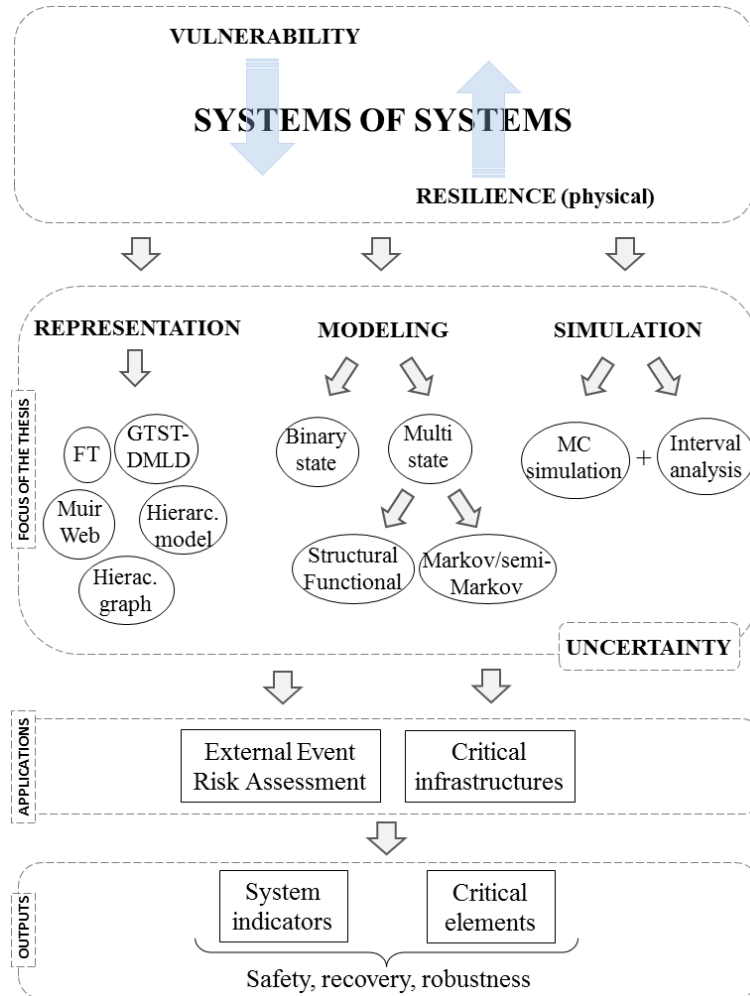 VULNERABILITY
SYSTEMS OF SYSTEMS
RESILIENCE (physical)
FOCUS OF THE THESIS
REPRESENTATION
MODELING
SIMULATION
FT
GTST-
DMLD
Muir
Web
Hierarc.
model
Hierac.
graph
Binary
state
Multi
state
Structural
Functional
Markov/semi-
Markov
MC
simulation
+
Interval
analysis
UNCERTAINTY
APPLICATIONS
External Event
Risk Assessment
Critical
infrastructures
OUTPUTS
System
indicators
Critical
elements
Safety, recovery, robustness